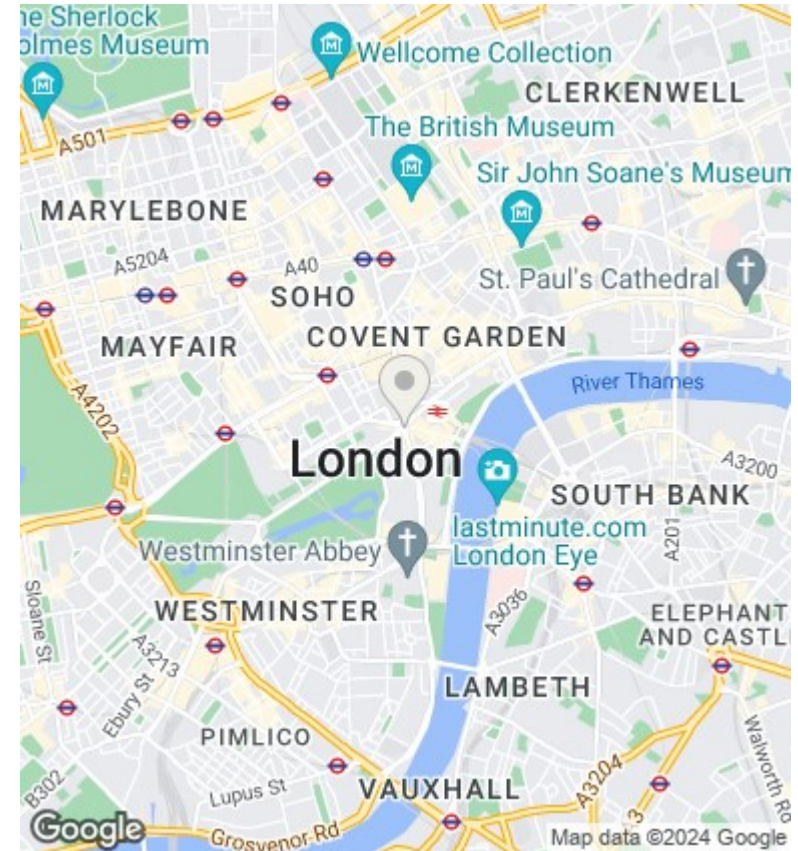 he Sherlock
olmes Museum
Wellcome Collection
CLERKENWELL
A501
The British Museum
Sir John Soane's Museum
MARYLEBONE
A5204
A40
SOHO
St. Paul's Cathedral
MAYFAIR
COVENT GARDEN
River Thames
A4202
London
A3200
SOUTH BANK
lastminute.com
London Eye
A201
Westminster Abbey
Sloane St
WESTMINSTER
A3036
ELEPHANT
AND CASTL
A3213
Ebury St
LAMBETH
PIMLICO
Walworth Ro
B302
Lupus St
VAUXHALL
A3204
3
Google
Grosvenor Rd
Map data ©2024 Google